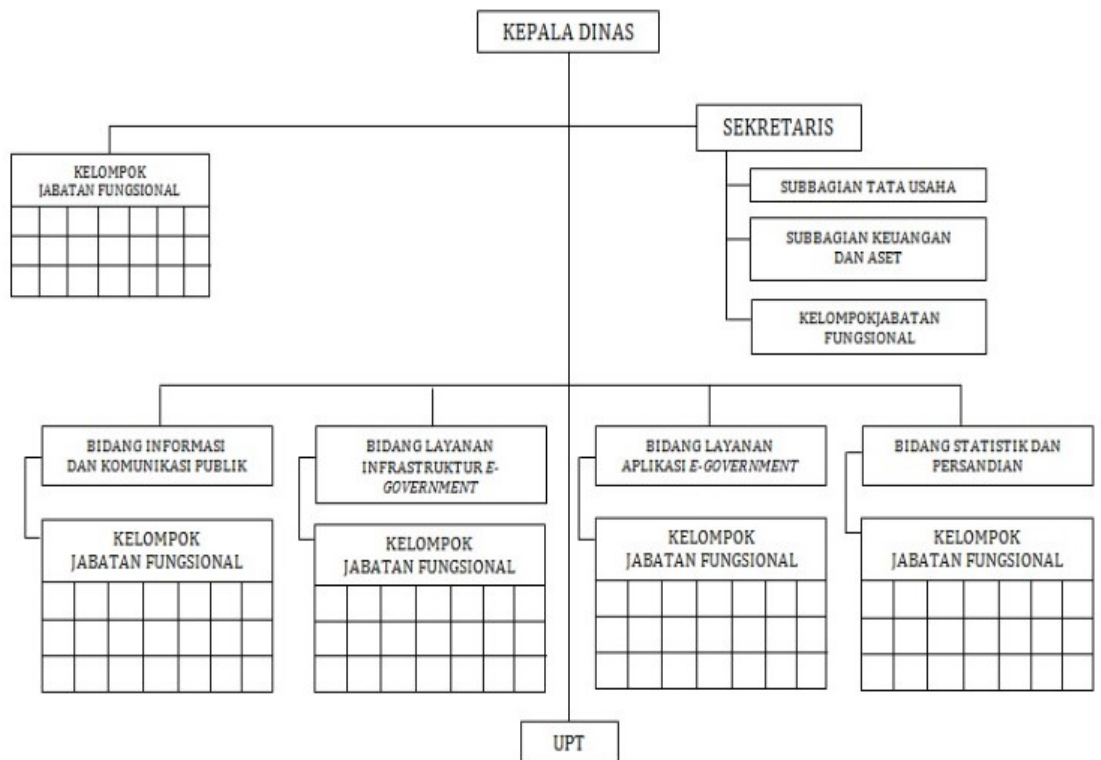 KEPALA DINAS
SEKRETARIS
KELOMPOK
JABATAN FUNGSIONAL
SUBBAGIAN TATA USAHA
SUBBAGIAN KEUANGAN
DAN ASET
KELOMPOKJABATAN
FUNGSIONAL
BIDANG INFORMASI
DAN KOMUNIKASI PUBLIK
BIDANG LAYANAN
INFRASTRUKTUR E-
GOVERNMENT
BIDANG LAYANAN
APLIKASI E-GOVERNMENT
BIDANG STATISTIK DAN
PERSANDIAN
KELOMPOK
JABATAN FUNGSIONAL
KELOMPOK
JABATAN FUNGSIONAL
KELOMPOK
JABATAN FUNGSIONAL
KELOMPOK
JABATAN FUNGSIONAL
UPT